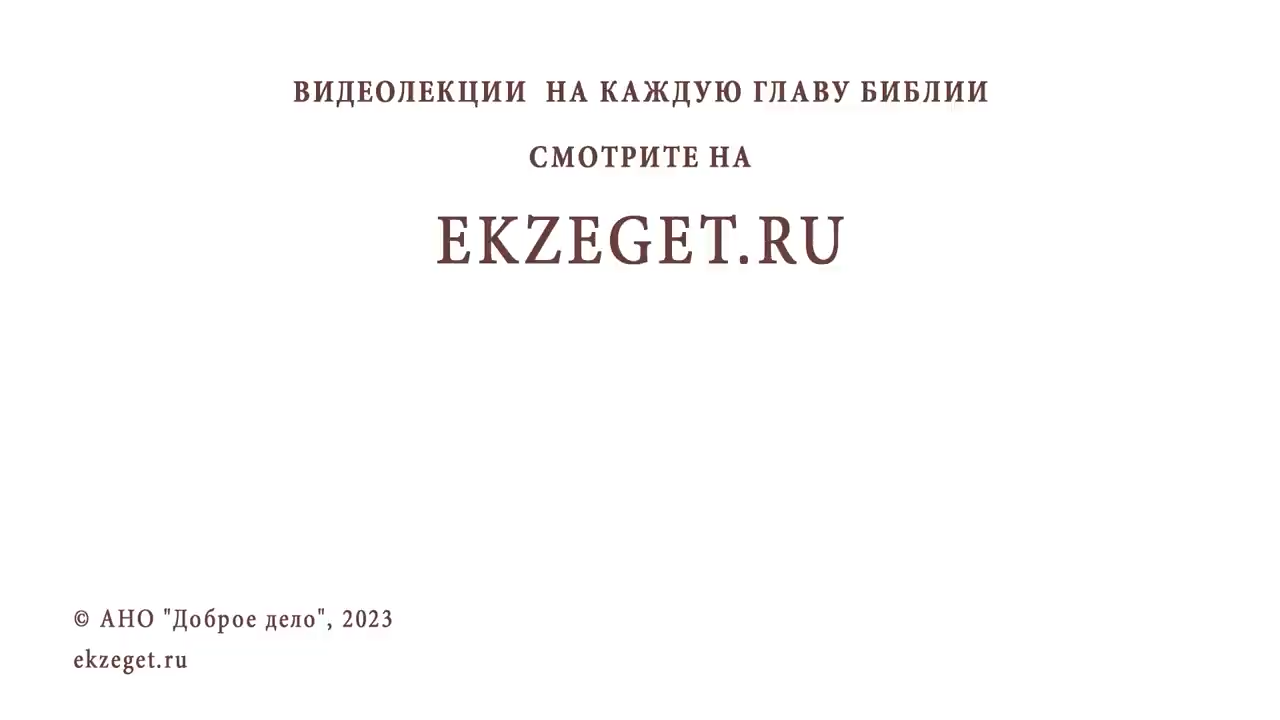 ВИДЕОЛЕКЦИИ НА КАЖДУЮ ГЛАВУ БИБЛИИ
СМОТРИТЕ НА
EKZEGET.RU
© АНО "Доброе дело", 2023
ekzeget.ru